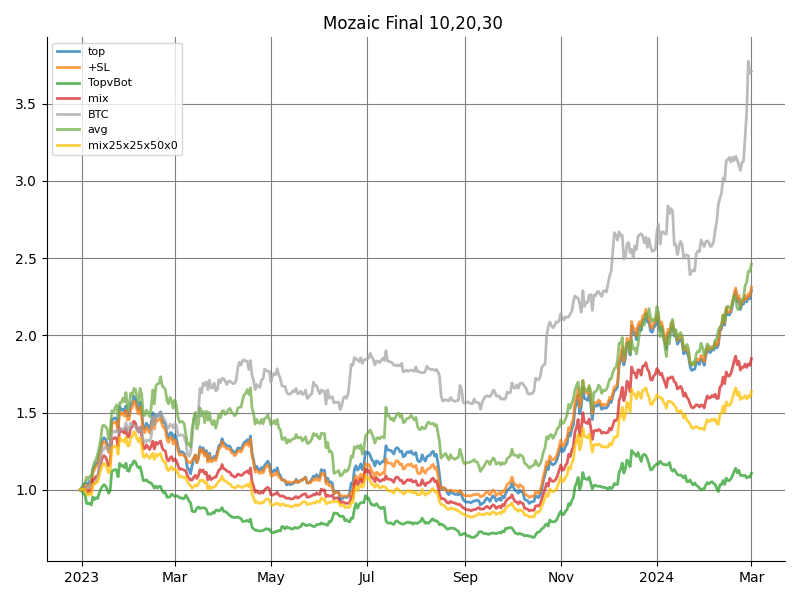 Mozaic Final 10,20,30
top
+SL
TopvBot
mix
BTC
avg
mix25x25x50x0
3.5
3.0
2.5
2.0
1.5
1.0
2023 Mar May Jul Sep Nov 2024 Mar